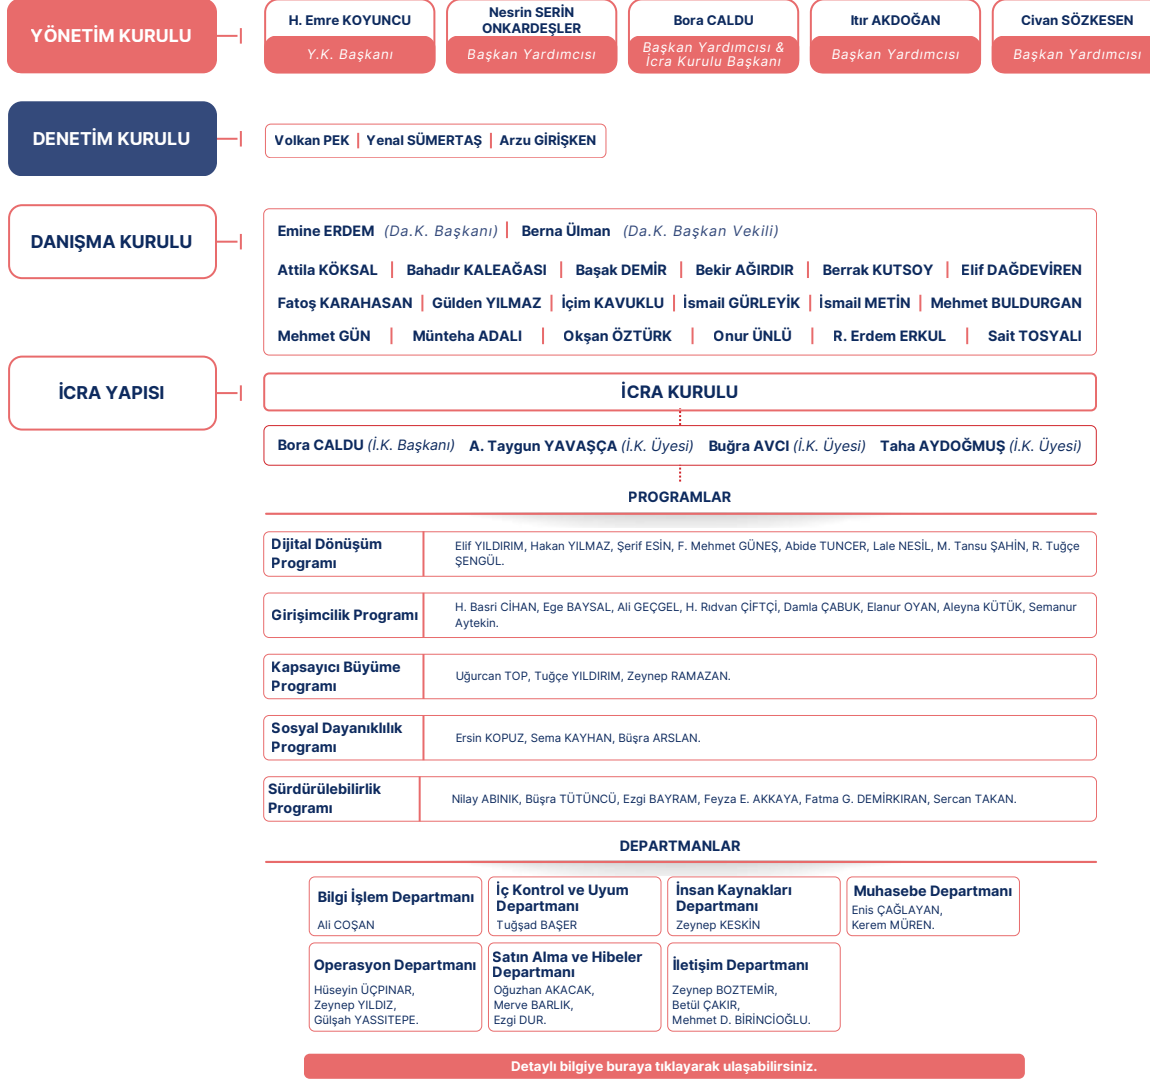 YÖNETİM KURULU
H. Emre KOYUNCU
Y.K. Başkanı
Nesrin SERİN
ONKARDEŞLER
Başkan Yardımcısı
Bora CALDU
Başkan Yardımcısı &
İcra Kurulu Başkanı
Itır AKDOĞAN
Başkan Yardımcısı
Civan SÖZKESEN
Başkan Yardımcısı
DENETİM KURULU
Volkan PEK | Yenal SÜMERTAŞ | Arzu GİRİŞKEN
DANIŞMA KURULU
Emine ERDEM (Da.K. Başkanı) | Berna Ülman (Da.K. Başkan Vekili)
Attila KÖKSAL | Bahadır KALEAĞASI | Başak DEMİR | Bekir AĞIRDIR | Berrak KUTSOY | Elif DAĞDEVİREN
Fatoş KARAHASAN | Gülden YILMAZ | İçim KAVUKLU | İsmail GÜRLEYİK | İsmail METİN | Mehmet BULDURGAN
Mehmet GÜN | Münteha ADALI | Okşan ÖZTÜRK | Onur ÜNLÜ | R. Erdem ERKUL | Sait TOSYALI
İCRA YAPISI
İCRA KURULU
Bora CALDU (İ.K. Başkanı) A. Taygun YAVAŞÇA (İ.K. Üyesi) Buğra AVCI (İ.K. Üyesi) Taha AYDOĞMUŞ (İ.K. Üyesi)
PROGRAMLAR
Dijital Dönüşüm
Programı
Elif YILDIRIM, Hakan YILMAZ, Şerif ESİN, F. Mehmet GÜNEŞ, Abide TUNCER, Lale NESİL, M. Tansu ŞAHİN, R. Tuğçe
ŞENGÜL.
Girişimcilik Programı
H. Basri CİHAN, Ege BAYSAL, Ali GEÇGEL, H. Rıdvan ÇİFTÇİ, Damla ÇABUK, Elanur OYAN, Aleyna KÜTÜK, Semanur
Aytekin.
Kapsayıcı Büyüme
Programı
Uğurcan TOP, Tuğçe YILDIRIM, Zeynep RAMAZAN.
Sosyal Dayanıklılık
Programı
Ersin KOPUZ, Sema KAYHAN, Büşra ARSLAN.
Sürdürülebilirlik
Programı
Nilay ABINIK, Büşra TÜTÜNCÜ, Ezgi BAYRAM, Feyza E. AKKAYA, Fatma G. DEMİRKIRAN, Sercan TAKAN.
DEPARTMANLAR
Bilgi İşlem Departmanı
Ali COŞAN
İç Kontrol ve Uyum
Departmanı
Tuğşad BAŞER
İnsan Kaynakları
Departmanı
Zeynep KESKİN
Muhasebe Departmanı
Enis ÇAĞLAYAN,
Kerem MÜREN.
Operasyon Departmanı
Hüseyin ÜÇPINAR,
Zeynep YILDIZ,
Gülşah YASSITEPE.
Satın Alma ve Hibeler
Departmanı
Oğuzhan AKACAK,
Merve BARLIK,
Ezgi DUR.
İletişim Departmanı
Zeynep BOZTEMİR,
Betül ÇAKIR,
Mehmet D. BİRİNCİOĞLU.
Detaylı bilgiye buraya tıklayarak ulaşabilirsiniz.